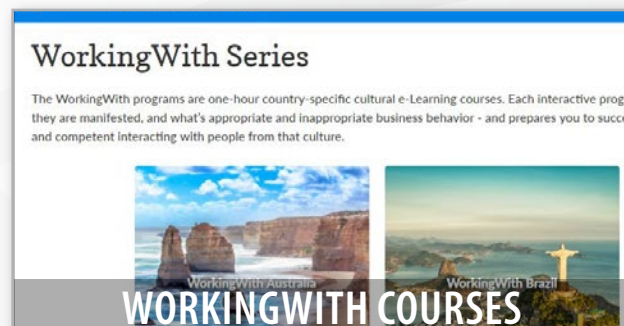 WorkingWith Series
The WorkingWith programs are one-hour country-specific cultural e-Learning courses. Each interactive prog
they are manifested, and what's appropriate and inappropriate business behavior - and prepares you to succe
and competent interacting with people from that culture.
WorkingWith Australia
WorkingWith Brazil
WORKINGWITH COURSES